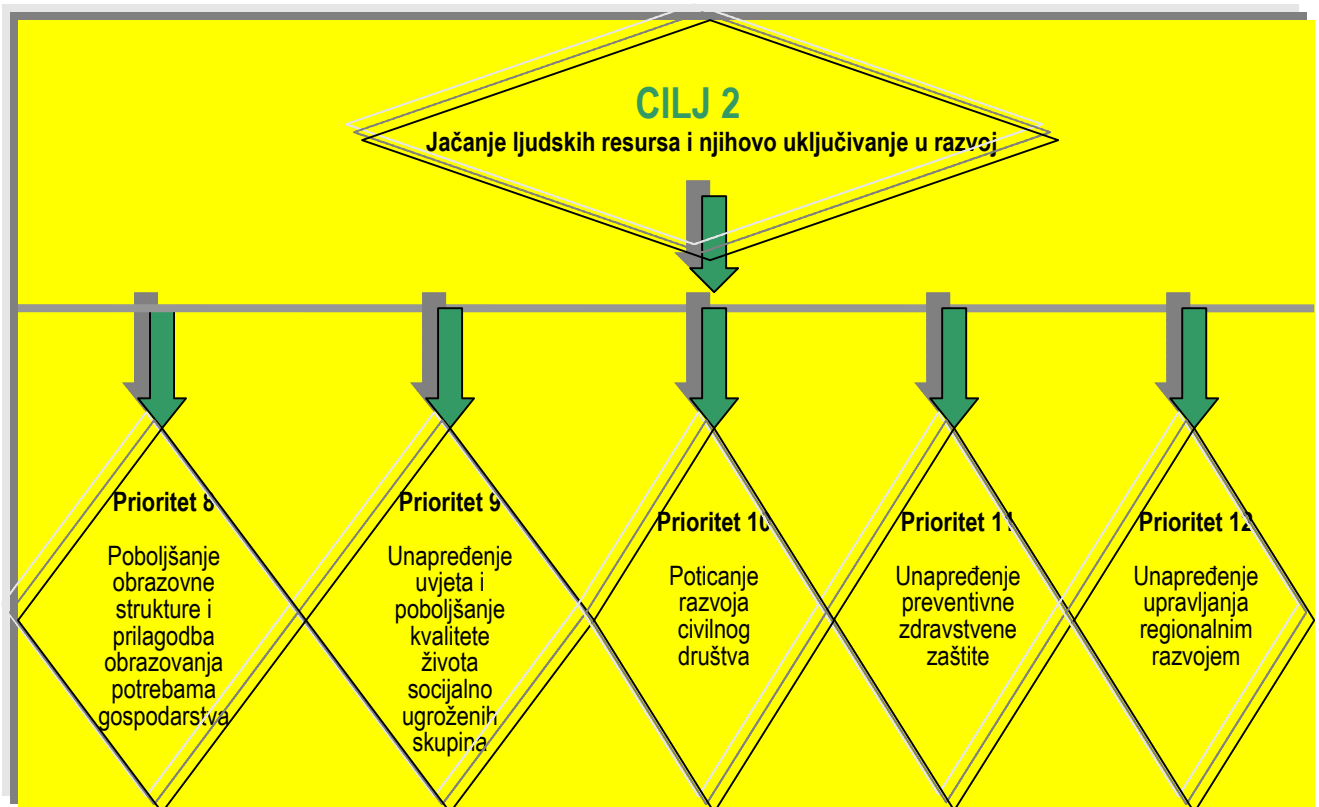 CILJ 2
Jačanje ljudskih resursa i njihovo uključivanje u razvoj
Prioritet 8
Poboljšanje
obrazovne
strukture i
prilagodba
obrazovanja
potrebama
gospodarstva
Prioritet 9
Unapređenje
uvjeta i
poboljšanje
kvalitete
života
socijalno
ugroženih
skupina
Prioritet 10
Poticanje
razvoja
civilnog
društva
Prioritet 11
Unapređenje
preventivne
zdravstvene
zaštite
Prioritet 12
Unapređenje
upravljanja
regionalnim
razvojem